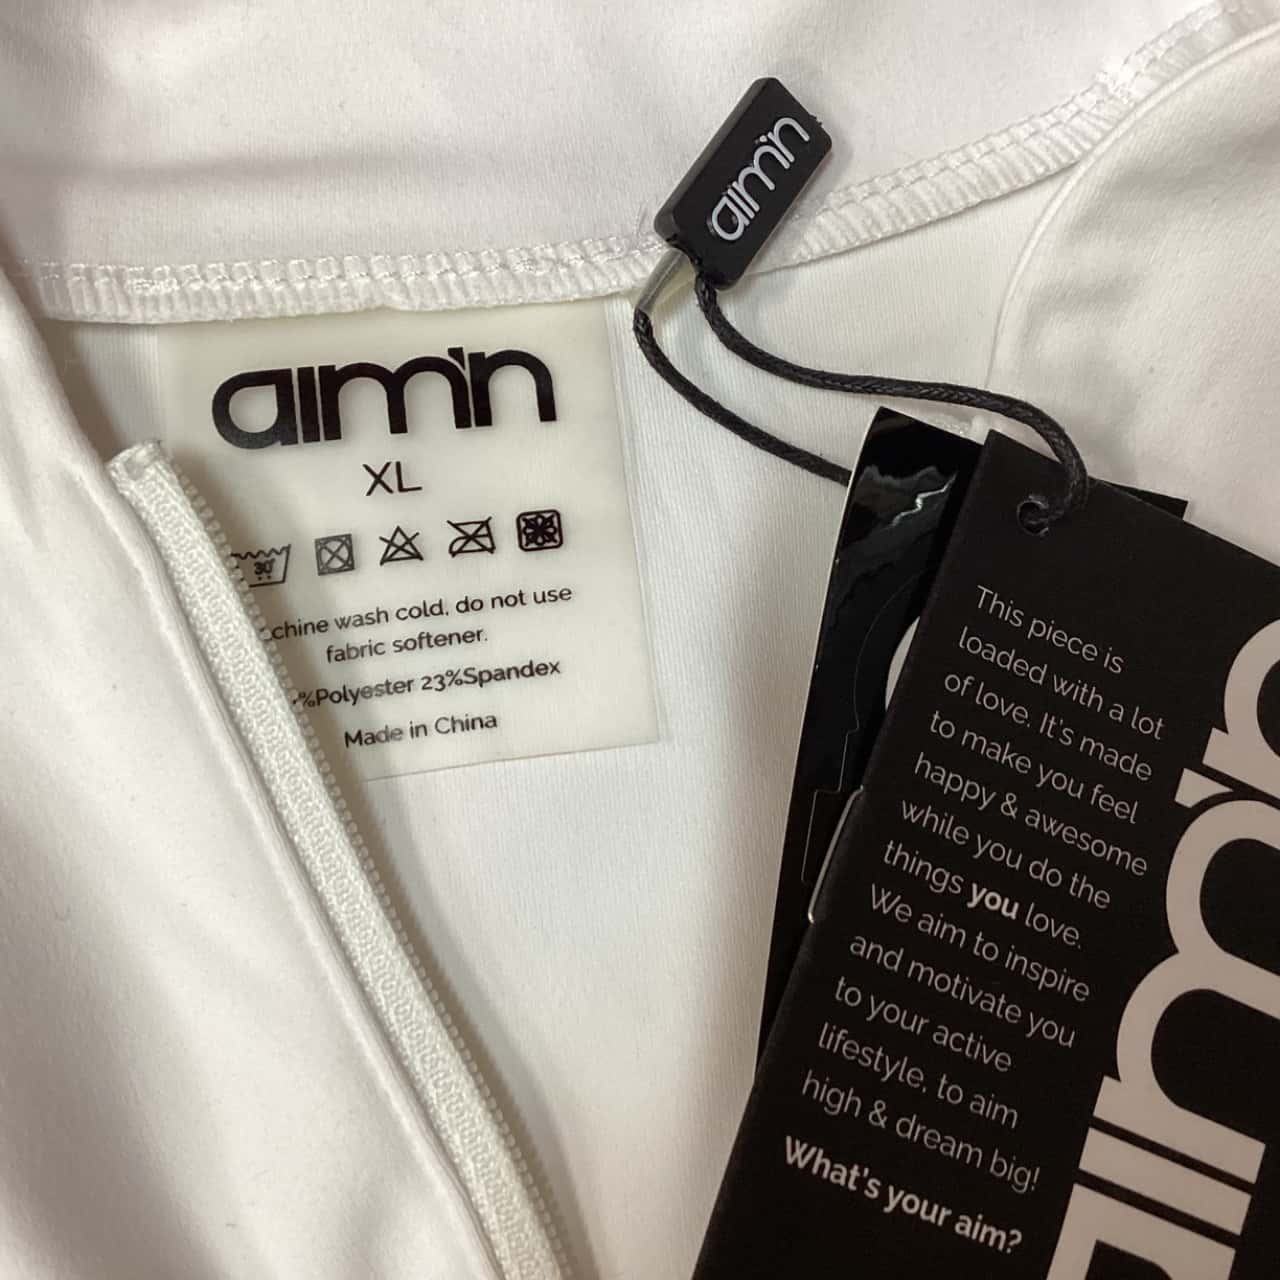 aim'n
aim'n
XL
30°
chine wash cold, do not use
fabric softener.
%Polyester 23%Spandex
Made in China
This piece is
loaded with a lot
of love. It's made
to make you feel
happy & awesome
while you do the
things you love.
We aim to inspire
and motivate you
to your active
lifestyle, to aim
high & dream big!
What's your aim?
aim'n